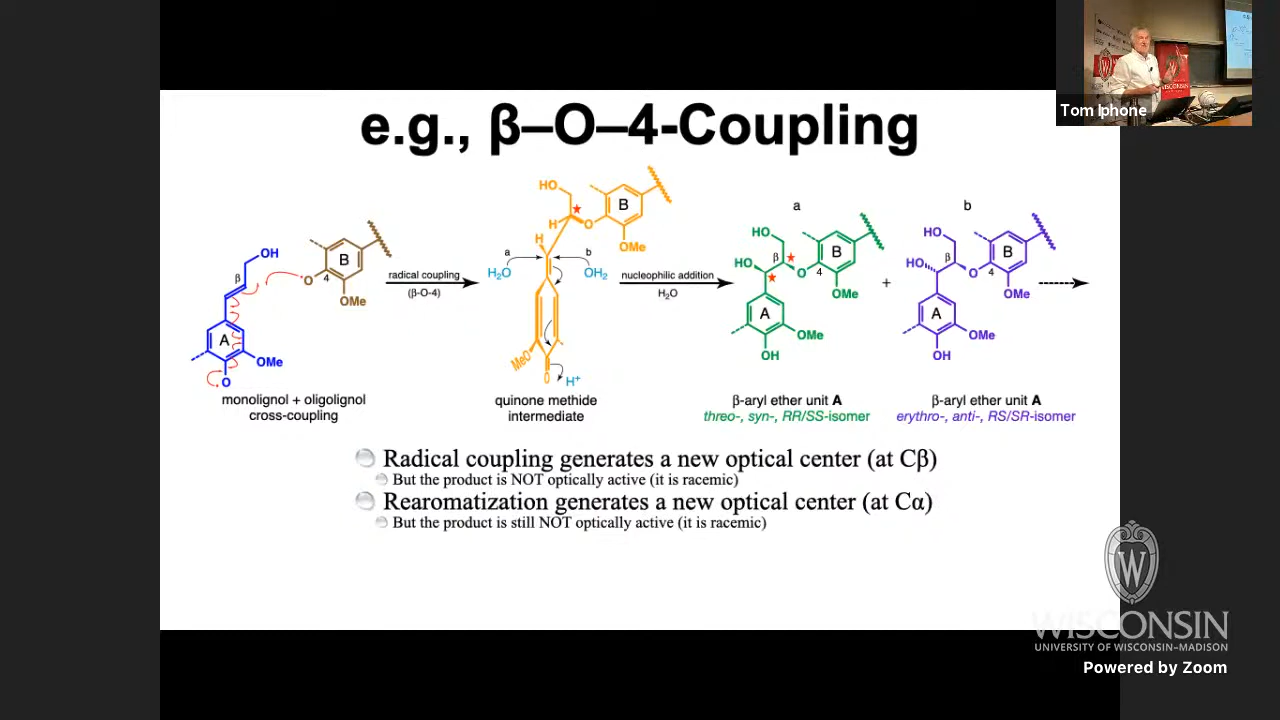 Tom Iphone
WISCONSIN
e.g., β–O–4-Coupling
OH
β
A
OMe
O
O
4
B
OMe
monolignol + oligolignol
cross-coupling
radical coupling
(β-O-4)
HO
H
O
B
OMe
H
a
b
H₂O
OH₂
MeO
O
H⁺
quinone methide
intermediate
nucleophilic addition
H₂O
a
HO
HO
β
O
4
B
OMe
A
OMe
OH
β-aryl ether unit A
threo-, syn-, RR/SS-isomer
+
b
HO
HO
β
O
4
B
OMe
A
OMe
OH
β-aryl ether unit A
erythro-, anti-, RS/SR-isomer
Radical coupling generates a new optical center (at Cβ)
But the product is NOT optically active (it is racemic)
Rearomatization generates a new optical center (at Cα)
But the product is still NOT optically active (it is racemic)
W
WISCONSIN
UNIVERSITY OF WISCONSIN–MADISON
Powered by Zoom